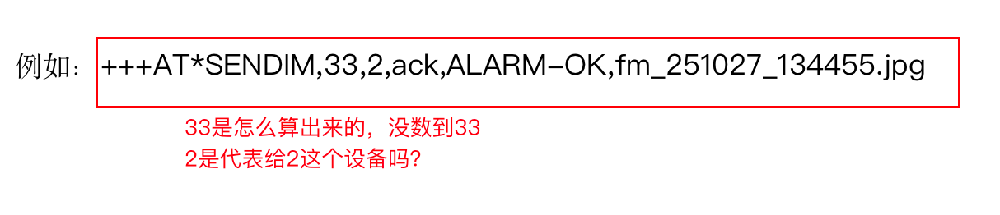 例如：+++AT*SENDIM,33,2,ack,ALARM-OK,fm_251027_134455.jpg
33是怎么算出来的，没数到33
2是代表给2这个设备吗？